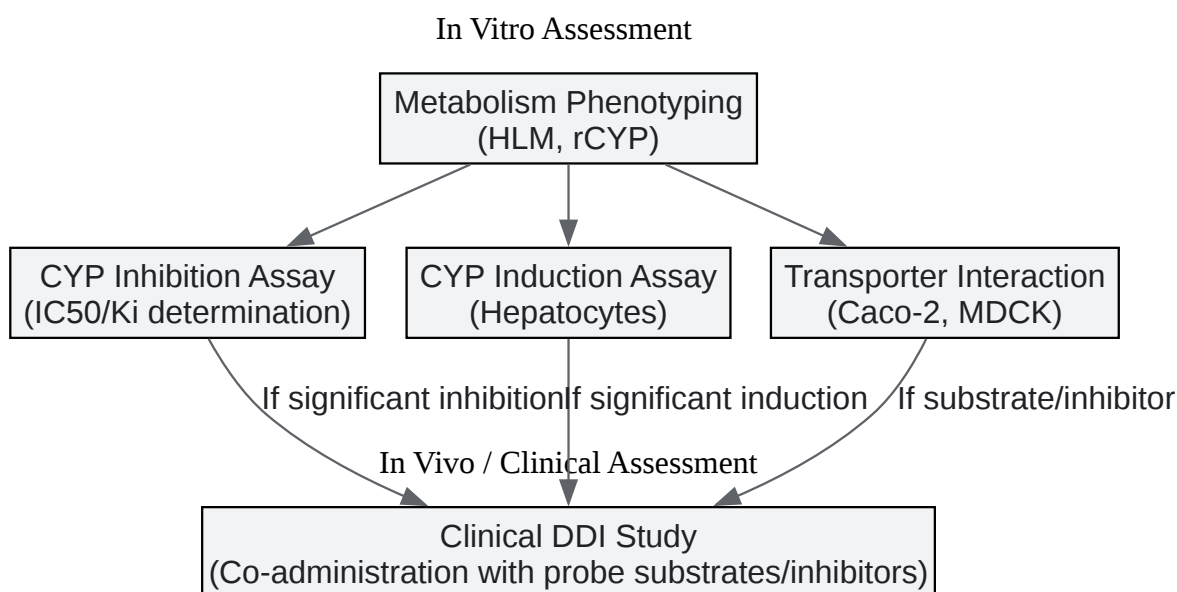 In Vitro Assessment
Metabolism Phenotyping
(HLM, rCYP)
CYP Inhibition Assay
(IC50/Ki determination)
CYP Induction Assay
(Hepatocytes)
Transporter Interaction
(Caco-2, MDCK)
If significant inhibition
If significant induction
If substrate/inhibitor
In Vivo / Clinical Assessment
Clinical DDI Study
(Co-administration with probe substrates/inhibitors)